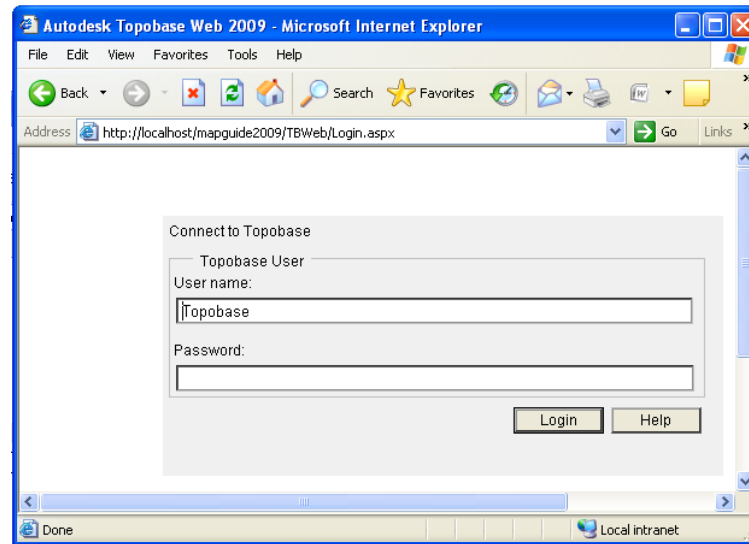 Autodesk Topobase Web 2009 - Microsoft Internet Explorer
File Edit View Favorites Tools Help
Back Search Favorites
Address http://localhost/mapguide2009/TBWeb/Login.aspx Go Links »
Connect to Topobase
Topobase User
User name:
Topobase
Password:
Login Help
Done Local intranet